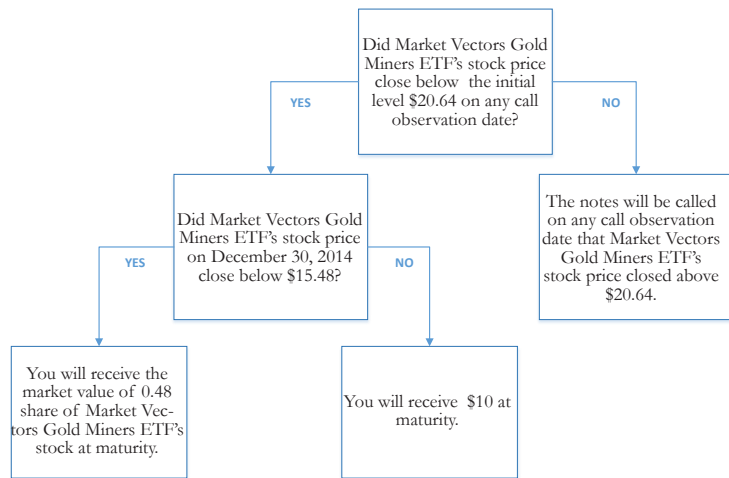 Did Market Vectors Gold
Miners ETF's stock price
close below the initial
level $20.64 on any call
observation date?
YES
NO
Did Market Vectors Gold
Miners ETF's stock price
on December 30, 2014
close below $15.48?
The notes will be called
on any call observation
date that Market Vectors
Gold Miners ETF's
stock price closed above
$20.64.
YES
NO
You will receive the
market value of 0.48
share of Market Vec-
tors Gold Miners ETF's
stock at maturity.
You will receive $10 at
maturity.